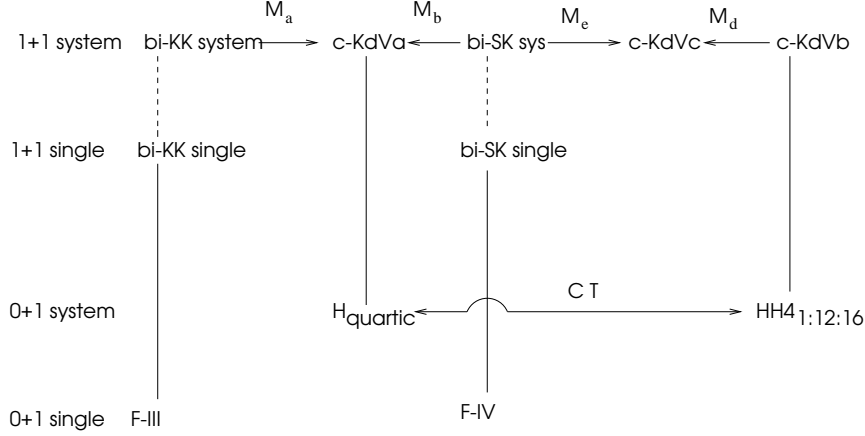 M_a M_b M_e M_d
1+1 system bi-KK system c-KdVa bi-SK sys c-KdVc c-KdVb
1+1 single bi-KK single bi-SK single
C T
0+1 system H_quartic HH4_1:12:16
0+1 single F-III F-IV